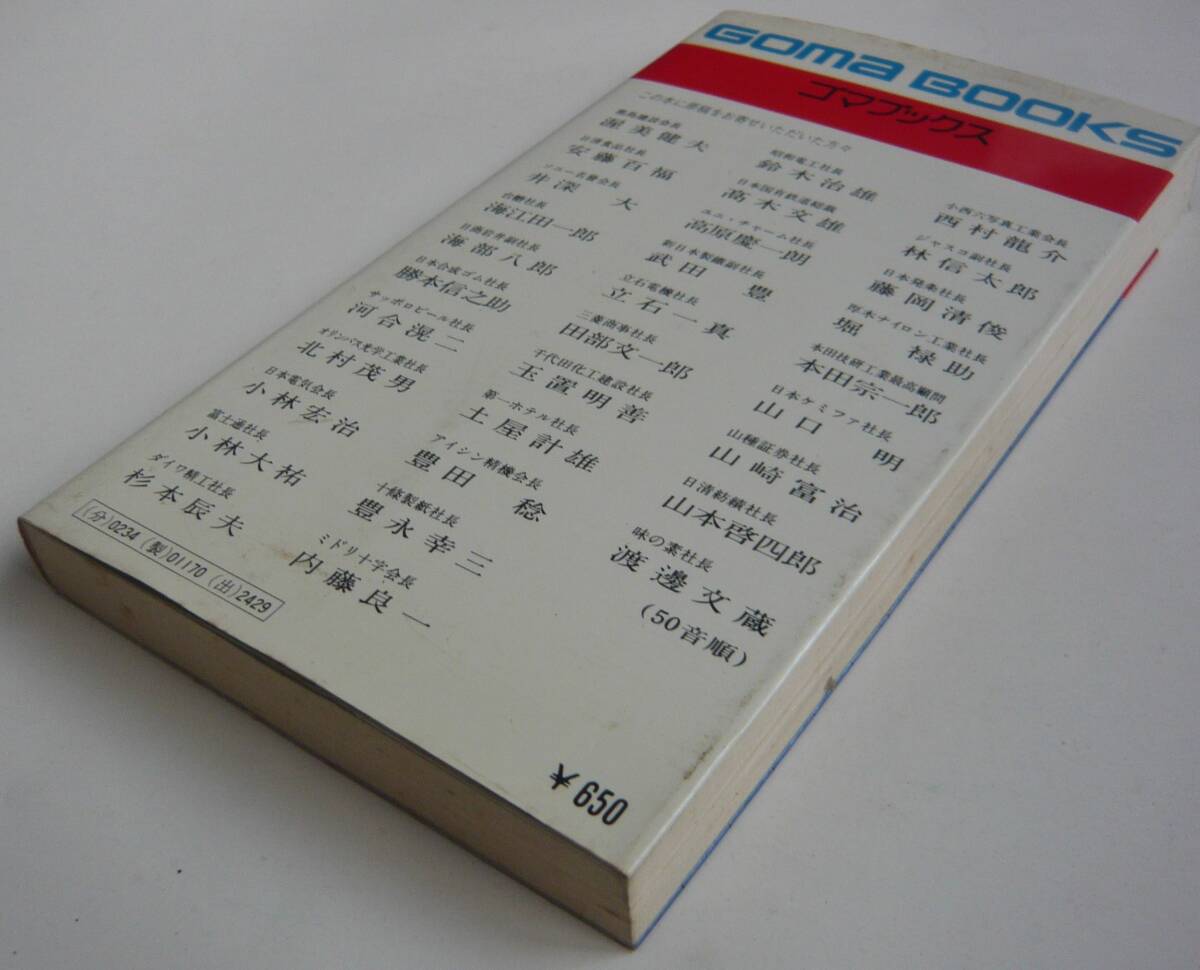 GOMA BOOKS
ゴマブックス
この本に原稿をお寄せいただいた方々
鹿島建設会長
渥美健夫
日清食品社長
安藤百福
ソニー名誉会長
井深大
台糖社長
海江田一郎
日商岩井副社長
海部八郎
日本合成ゴム社長
勝本信之助
サッポロビール社長
河合滉二
オリンパス光学工業社長
北村茂男
日本電気会長
小林宏治
富士通社長
小林大祐
ダイワ精工社長
杉本辰夫
昭和電工社長
鈴木治雄
日本国有鉄道総裁
高木文雄
ユニ・チャーム社長
高原慶一朗
新日本製鐵副社長
武田豊
立石電機社長
立石一真
三菱商事社長
田部文一郎
千代田化工建設社長
玉置明善
第一ホテル社長
土屋計雄
アイシン精機会長
豊田稔
十條製紙社長
豊永幸三
ミドリ十字会長
内藤良一
小西六写真工業会長
西村龍介
ジャスコ副社長
林信太郎
日本発条社長
藤岡清俊
厚木ナイロン工業社長
堀禄助
本田技研工業最高顧問
本田宗一郎
日本ケミファ社長
山口明
山種証券社長
山崎富治
日清紡績社長
山本啓四郎
味の素社長
渡邊文蔵
(50音順)
(分)0234(製)01170(出)2429
¥650